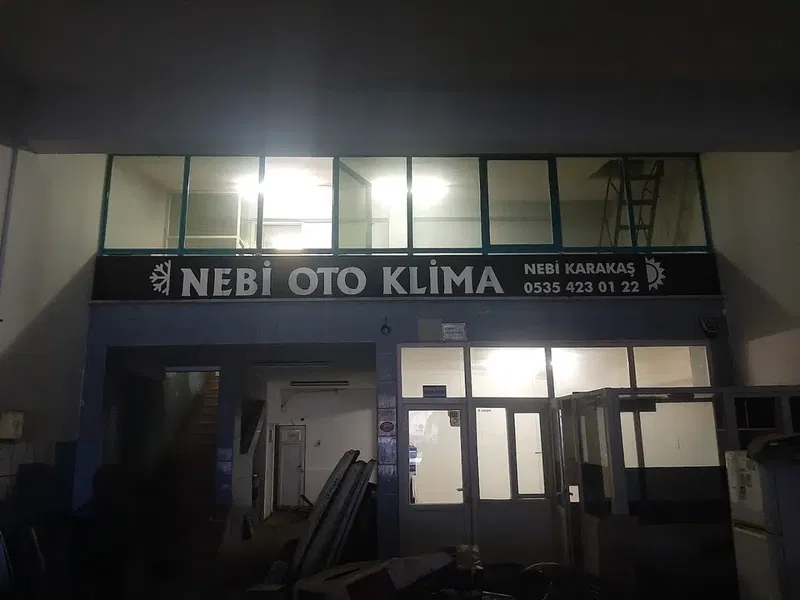 NEBİ OTO KLİMA
NEBİ KARAKAŞ
0535 423 01 22